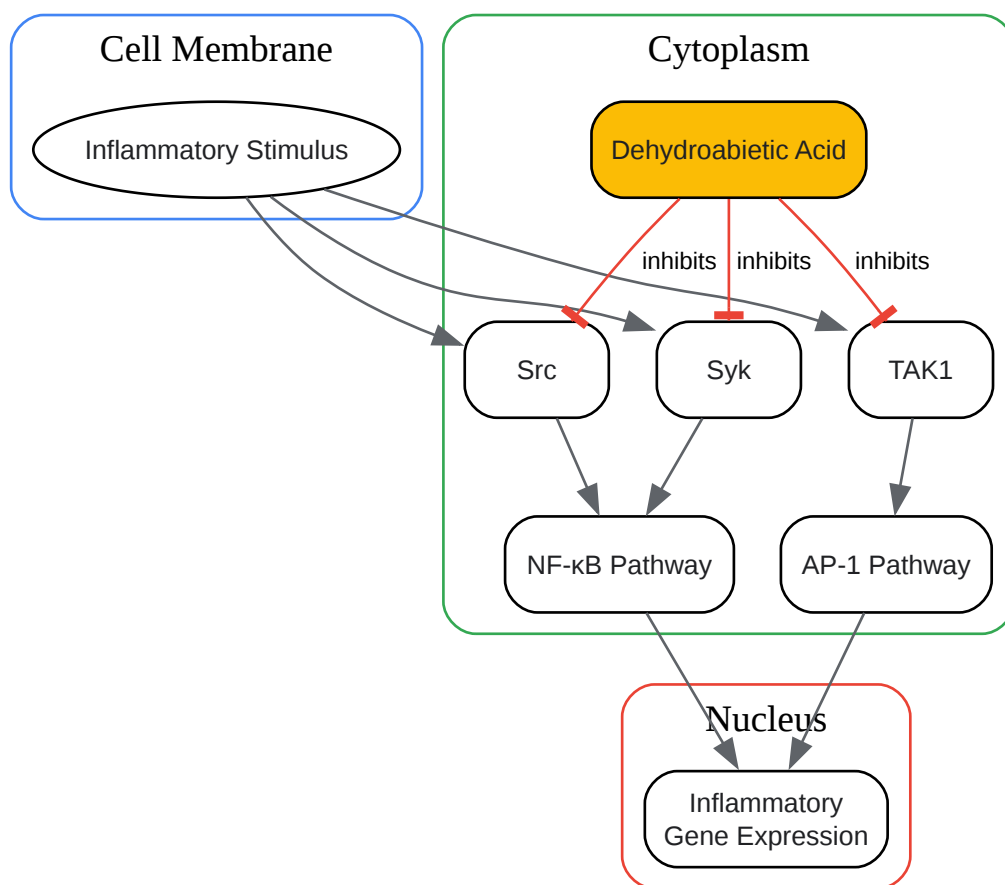 Cell Membrane
Cytoplasm
Inflammatory Stimulus
Dehydroabietic Acid
inhibits
inhibits
inhibits
Src
Syk
TAK1
NF-κB Pathway
AP-1 Pathway
Nucleus
Inflammatory
Gene Expression